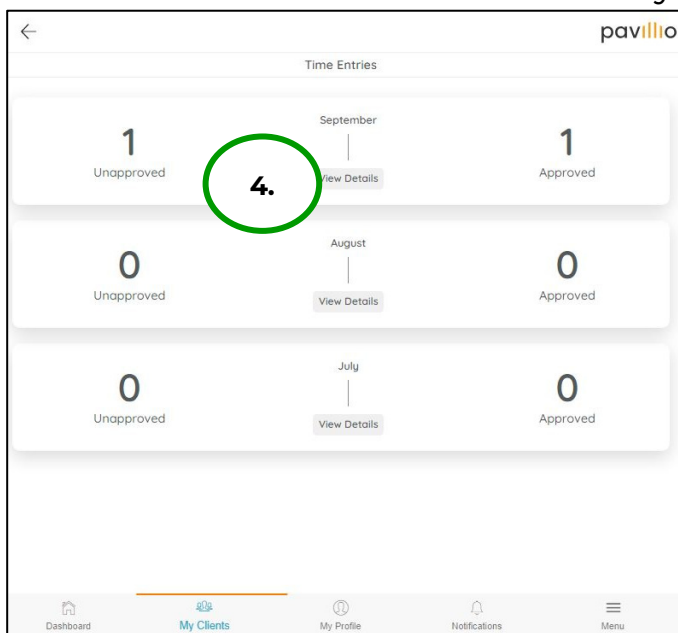 pavillio
Time Entries
September
1
Unapproved
4.
View Details
1
Approved
August
0
Unapproved
View Details
0
Approved
July
0
Unapproved
View Details
0
Approved
Dashboard
My Clients
My Profile
Notifications
Menu